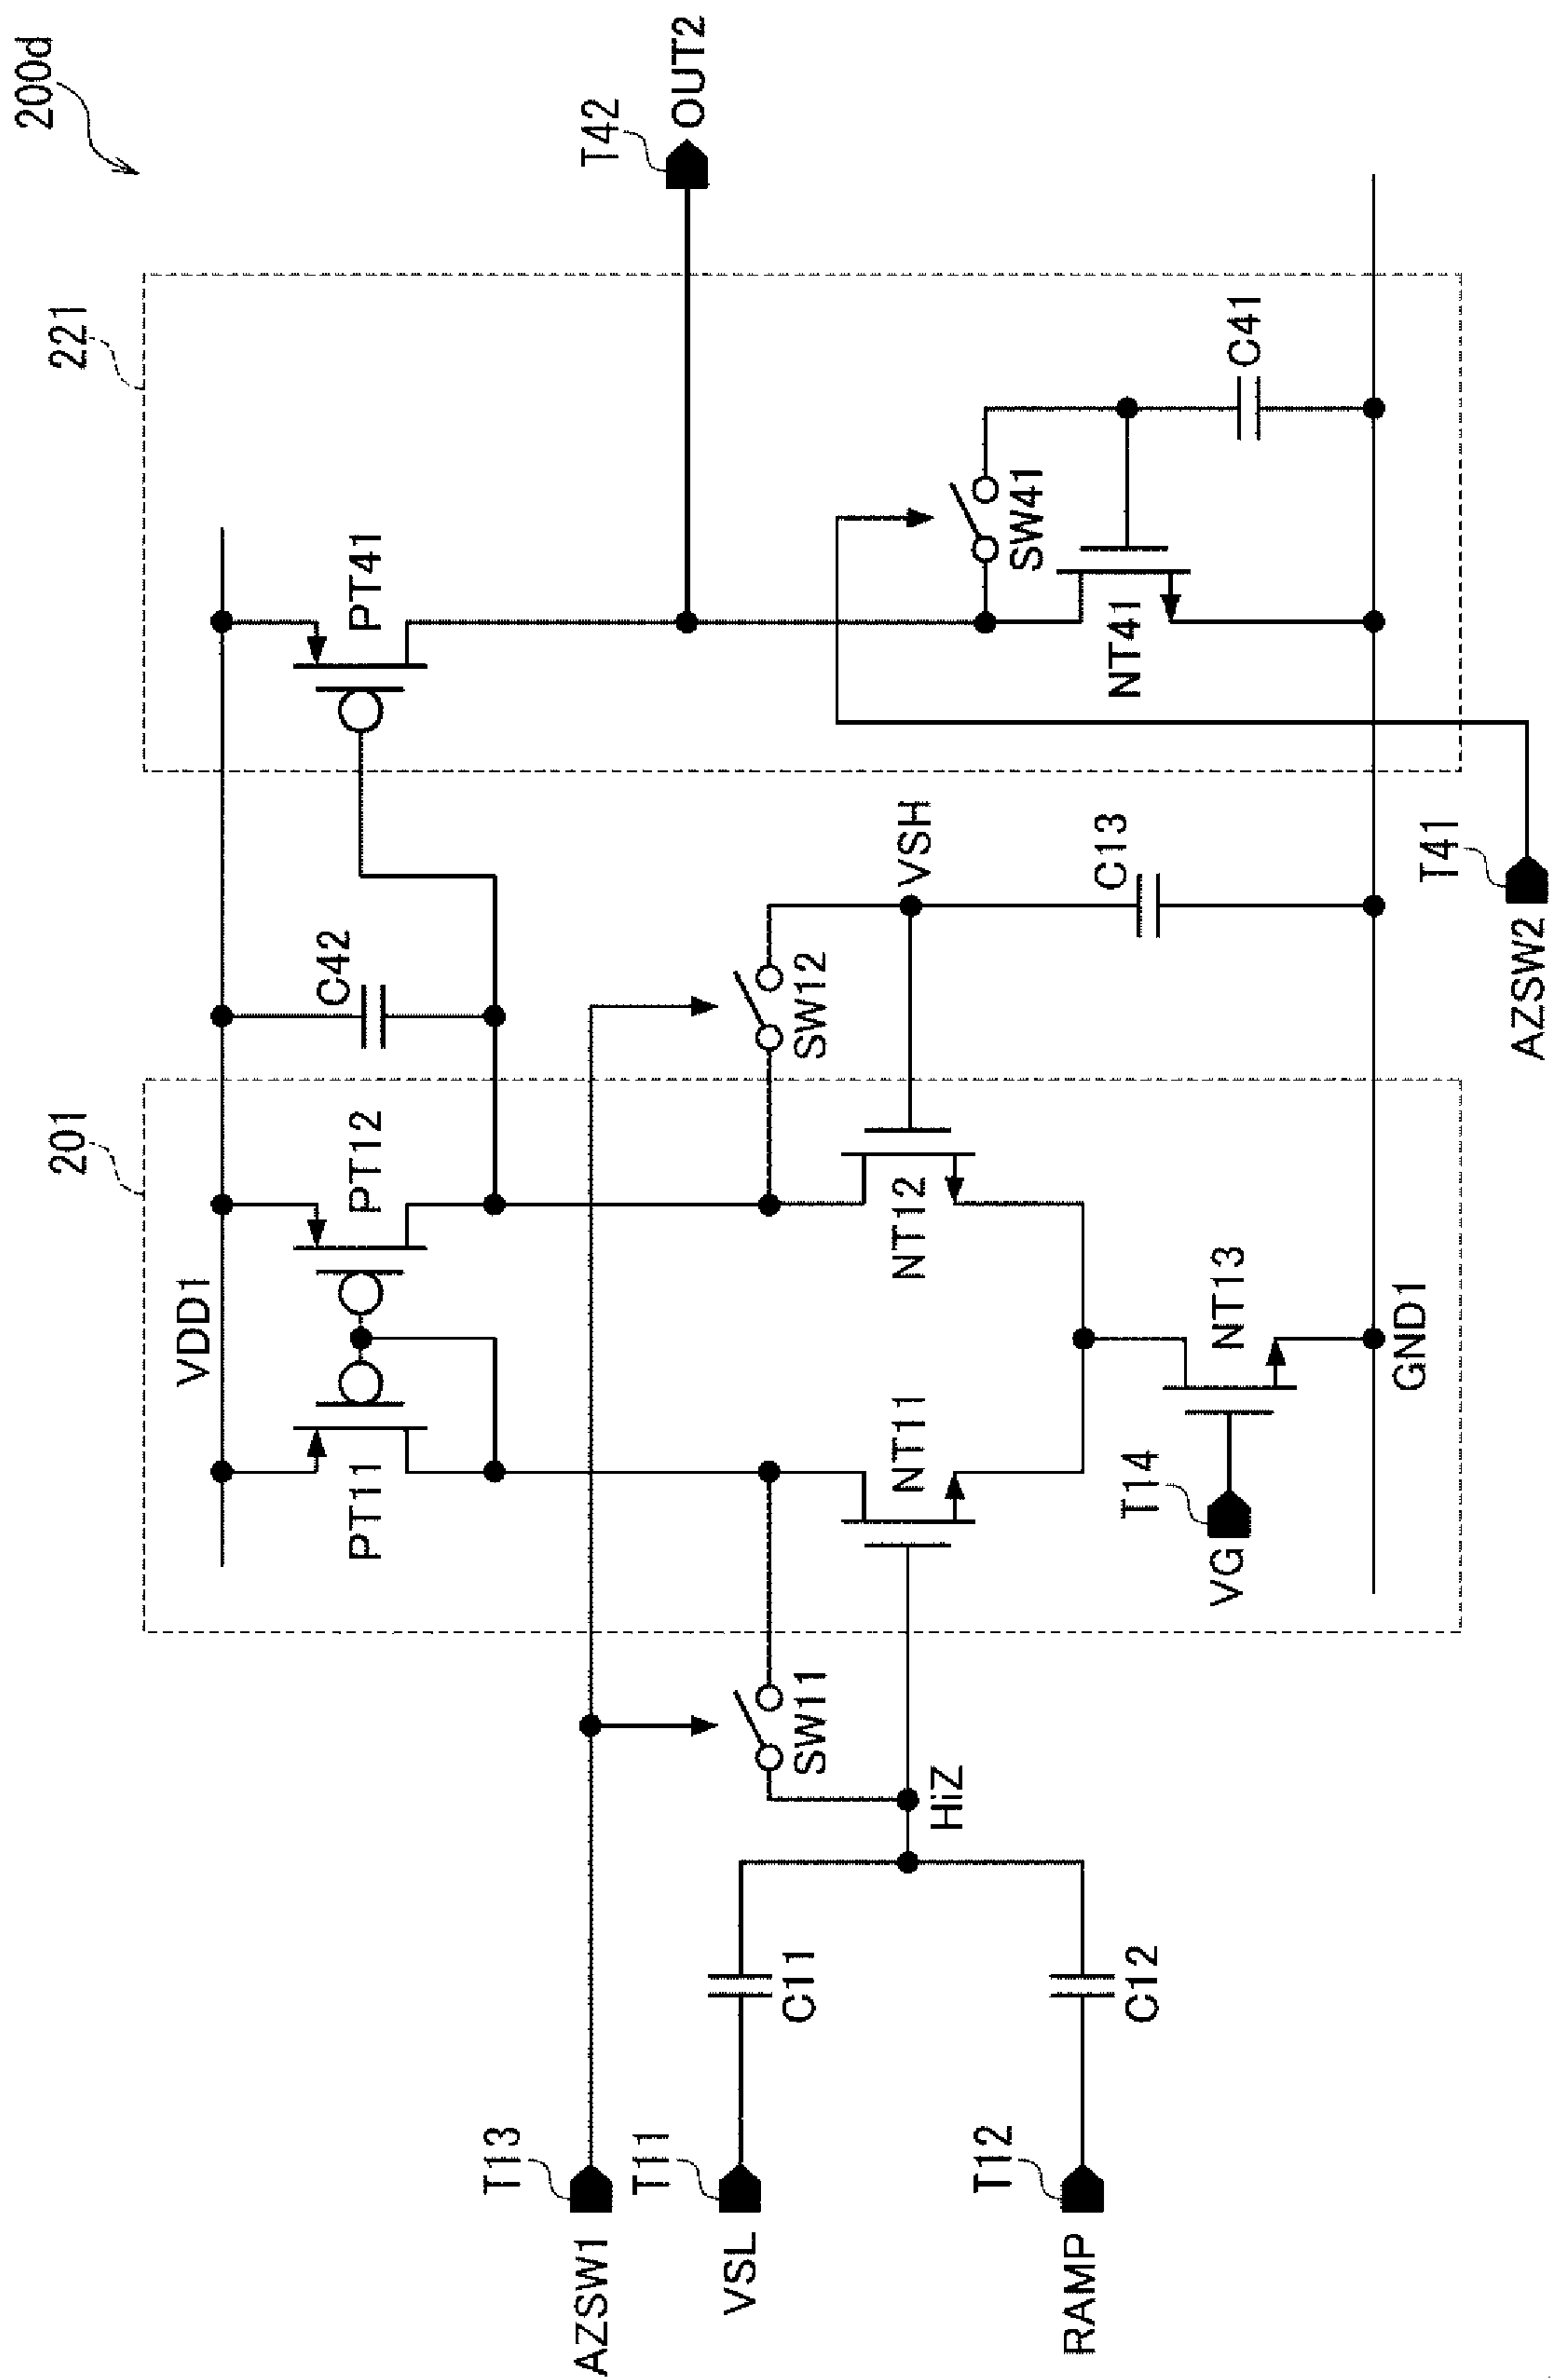 200d
201
221
VDD1
PT11
PT12
C42
PT41
T13
AZSW1
T42
OUT2
T11
VSL
C11
SW11
SW12
VSH
SW41
HiZ
NT11
NT12
C13
NT41
C41
T12
RAMP
C12
T14
VG
NT13
GND1
T41
AZSW2